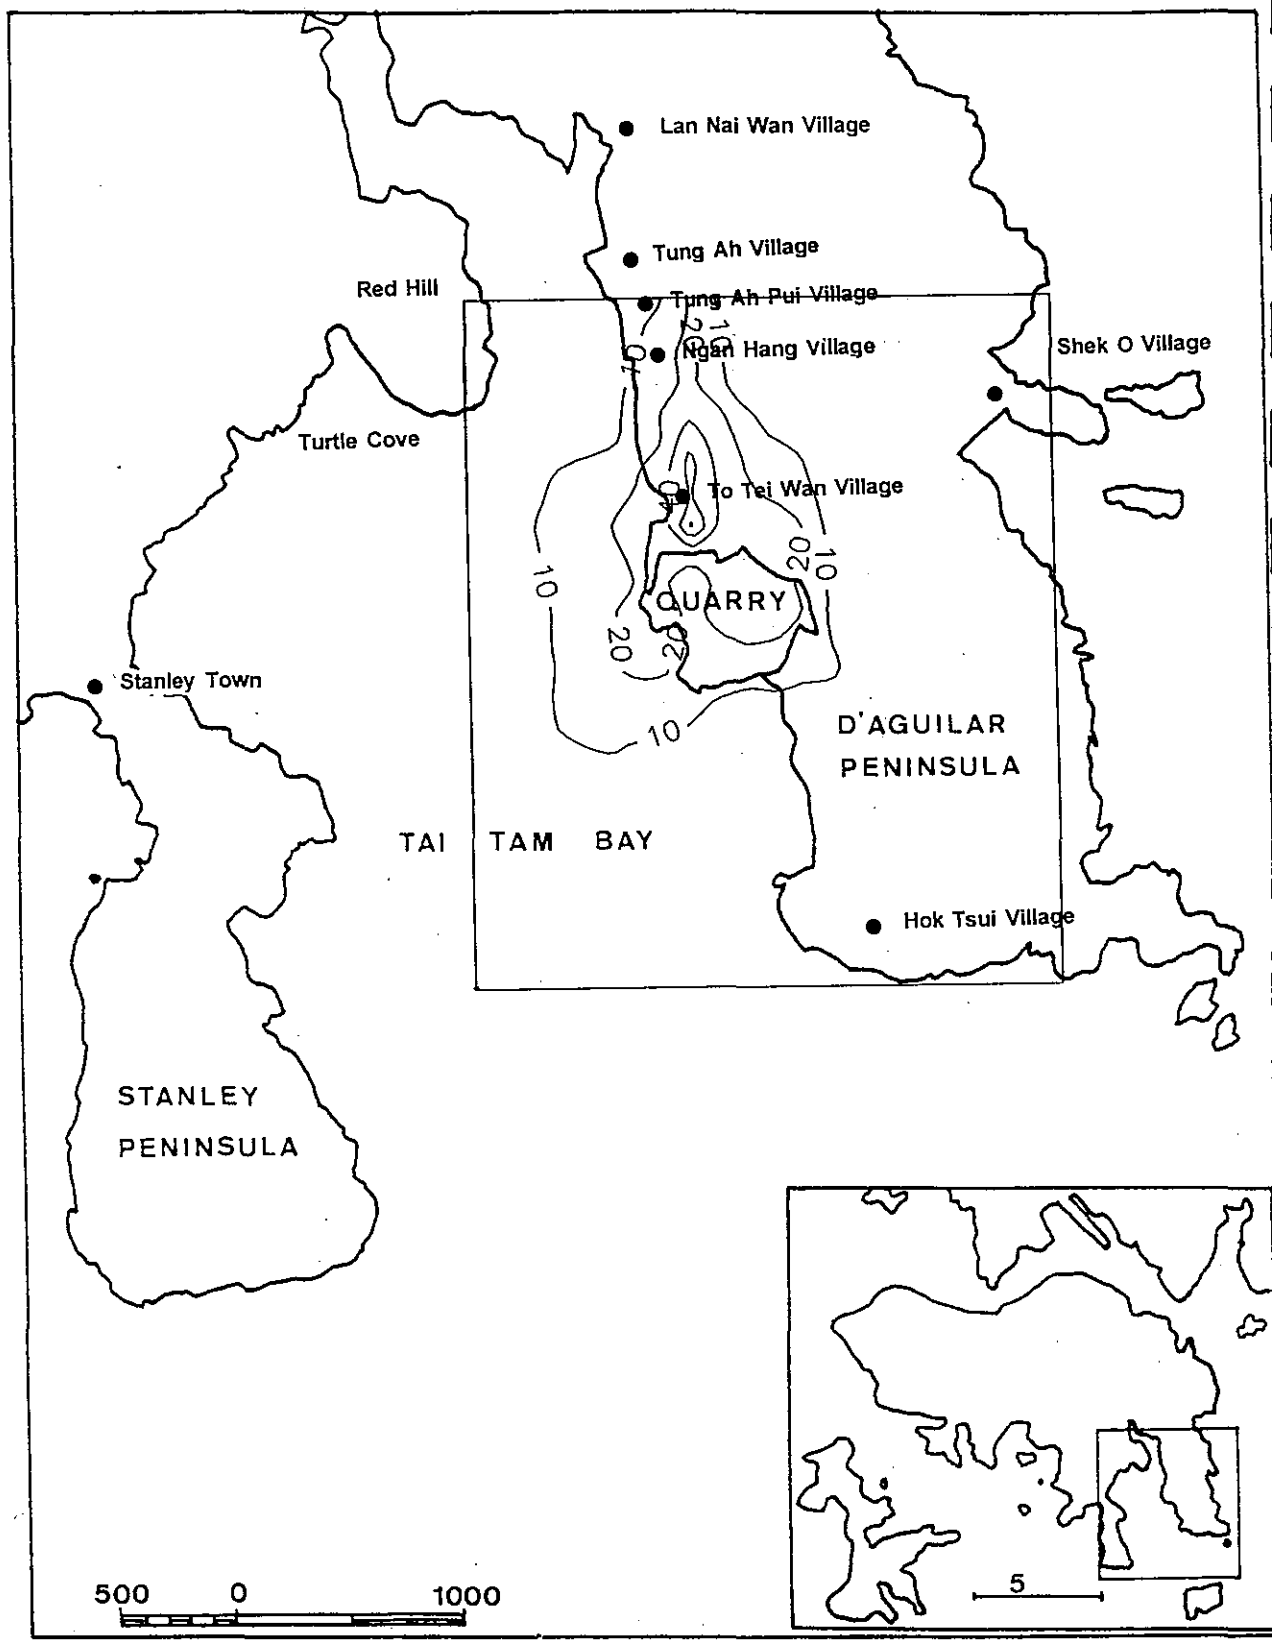 Lan Nai Wan Village
Tung Ah Village
Red Hill
Tung Ah Pui Village
20
10
10
Ngan Hang Village
Shek O Village
Turtle Cove
40
To Tei Wan Village
10
20
10
QUARRY
20
20
Stanley Town
10
D'AGUILAR
PENINSULA
TAI TAM BAY
Hok Tsui Village
STANLEY
PENINSULA
500 0 1000
5